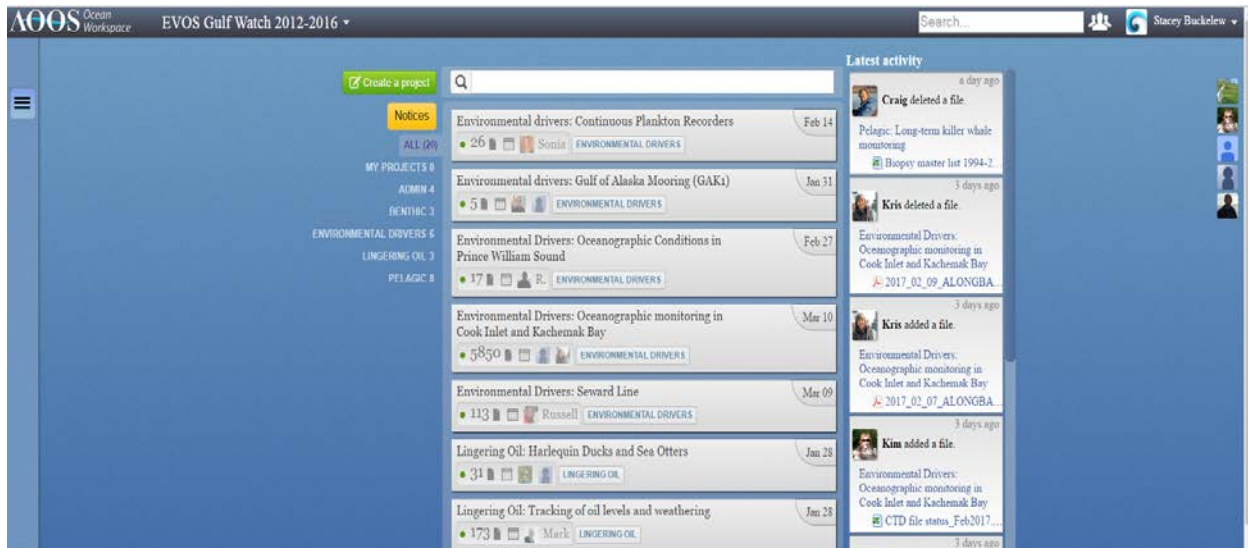 AOOS Ocean Workspace
EVOS Gulf Watch 2012-2016
Search...
Stacey Buckelew
Create a project
Notices
ALL (20)
MY PROJECTS 0
ADMIN 4
BENTHIC 3
ENVIRONMENTAL DRIVERS 6
LINGERING OIL 3
PELAGIC 8
Environmental drivers: Continuous Plankton Recorders
Feb 14
26 Sonia ENVIRONMENTAL DRIVERS
Environmental drivers: Gulf of Alaska Mooring (GAK1)
Jan 31
5 ENVIRONMENTAL DRIVERS
Environmental Drivers: Oceanographic Conditions in
Prince William Sound
Feb 27
17 R. ENVIRONMENTAL DRIVERS
Environmental Drivers: Oceanographic monitoring in
Cook Inlet and Kachemak Bay
Mar 10
5850 ENVIRONMENTAL DRIVERS
Environmental Drivers: Seward Line
Mar 09
113 Russell ENVIRONMENTAL DRIVERS
Lingering Oil: Harlequin Ducks and Sea Otters
Jan 28
31 LINGERING OIL
Lingering Oil: Tracking of oil levels and weathering
Jan 28
173 Mark LINGERING OIL
Latest activity
a day ago
Craig deleted a file.
Pelagic: Long-term killer whale
monitoring
Biopsy master list 1994-2...
3 days ago
Kris deleted a file.
Environmental Drivers:
Oceanographic monitoring in
Cook Inlet and Kachemak Bay
2017_02_09_ALONGBA...
3 days ago
Kris added a file.
Environmental Drivers:
Oceanographic monitoring in
Cook Inlet and Kachemak Bay
2017_02_07_ALONGBA...
3 days ago
Kim added a file.
Environmental Drivers:
Oceanographic monitoring in
Cook Inlet and Kachemak Bay
CTD file status_Feb2017....
3 days ago